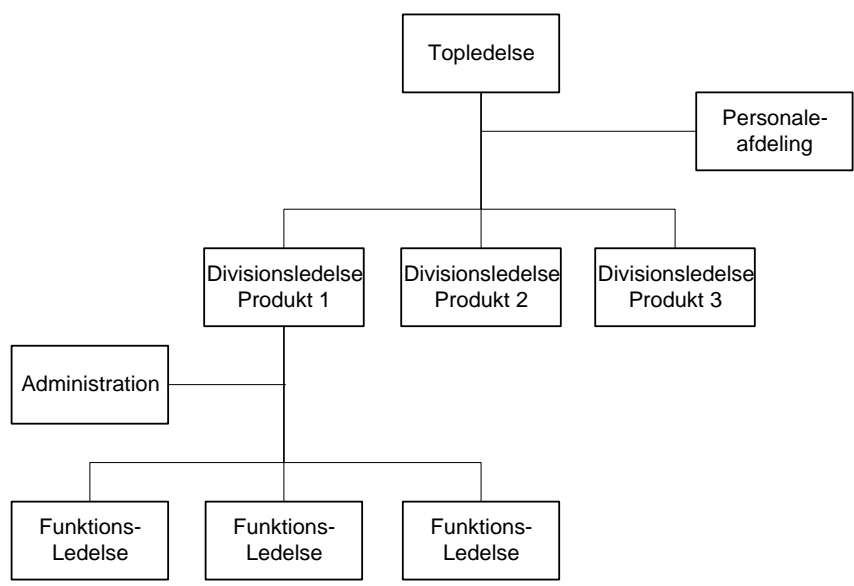 Topledelse
Personale-
afdeling
Divisionsledelse
Produkt 1
Divisionsledelse
Produkt 2
Divisionsledelse
Produkt 3
Administration
Funktions-
Ledelse
Funktions-
Ledelse
Funktions-
Ledelse